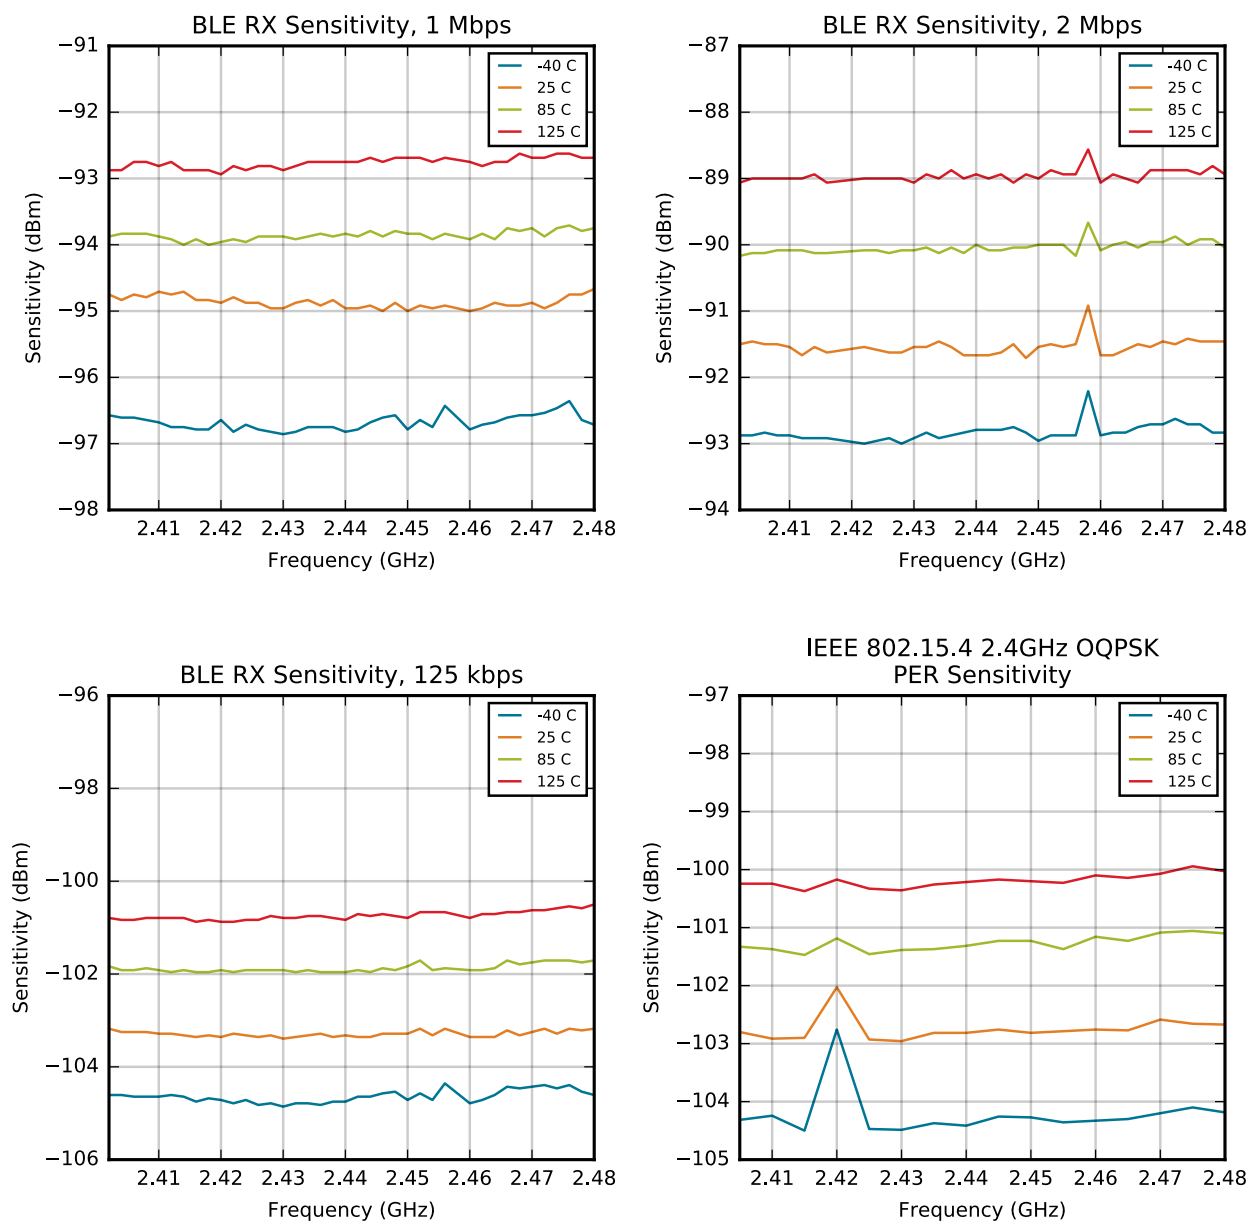 BLE RX Sensitivity, 1 Mbps
−91
−92
−93
−94
−95
−96
−97
−98
Sensitivity (dBm)
-40 C
25 C
85 C
125 C
2.41 2.42 2.43 2.44 2.45 2.46 2.47 2.48
Frequency (GHz)
BLE RX Sensitivity, 2 Mbps
−87
−88
−89
−90
−91
−92
−93
−94
Sensitivity (dBm)
-40 C
25 C
85 C
125 C
2.41 2.42 2.43 2.44 2.45 2.46 2.47 2.48
Frequency (GHz)
BLE RX Sensitivity, 125 kbps
−96
−98
−100
−102
−104
−106
Sensitivity (dBm)
-40 C
25 C
85 C
125 C
2.41 2.42 2.43 2.44 2.45 2.46 2.47 2.48
Frequency (GHz)
IEEE 802.15.4 2.4GHz OQPSK
PER Sensitivity
−97
−98
−99
−100
−101
−102
−103
−104
−105
Sensitivity (dBm)
-40 C
25 C
85 C
125 C
2.41 2.42 2.43 2.44 2.45 2.46 2.47 2.48
Frequency (GHz)